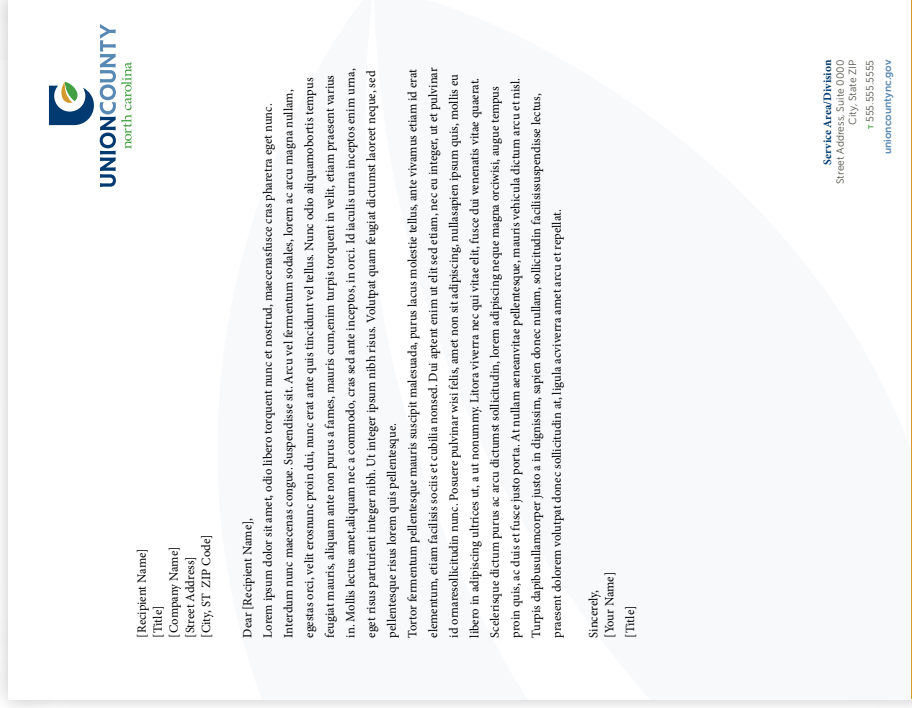 UNIONCOUNTY
north carolina
[Recipient Name]
[Title]
[Company Name]
[Street Address]
[City, ST ZIP Code]
Dear [Recipient Name],
Lorem ipsum dolor sit amet, odio libero torquent nunc et nostrud, maecenasfusce cras pharetra eget nunc.
Interdum nunc maecenas congue. Suspendisse sit. Arcu vel fermentum sodales, lorem ac arcu magna nullam,
egestas orci, velit erosnunc proin dui, nunc erat ante quis tincidunt vel tellus. Nunc odio aliquamobortis tempus
feugiat mauris, aliquam ante non purus a fames, mauris cum,enim turpis torquent in velit, etiam praesent varius
in. Mollis lectus amet,aliquam nec a commodo, cras sed ante inceptos, in orci. Id iaculis urna inceptos enim urna,
eget risus parturient integer nibh. Ut integer ipsum nibh risus. Volutpat quam feugiat dictumst laoreet neque, sed
pellentesque risus lorem quis pellentesque.
Tortor fermentum pellentesque mauris suscipit malesuada, purus lacus molestie tellus, ante vivamus etiam id erat
elementum, etiam facilisis sociis et cubilia nonsed. Dui aptent enim ut elit sed etiam, nec eu integer, ut et pulvinar
id ornaresollicitudin nunc. Posuere pulvinar wisi felis, amet non sit adipiscing, nullasapien ipsum quis, mollis eu
libero in adipiscing ultrices ut, a ut nonummy. Litora viverra nec qui vitae elit, fusce dui venenatis vitae quaerat.
Scelerisque dictum purus ac arcu dictumst sollicitudin, lorem adipiscing neque magna orciwisi, augue tempus
proin quis, ac duis et fusce justo porta. At nullam aeneanvitae pellentesque, mauris vehicula dictum arcu et nisl.
Turpis dapibusullamcorper justo a in dignissim, sapien donec nullam, sollicitudin facilisissuspendisse lectus,
praesent dolorem volutpat donec sollicitudin at, ligula acviverra amet arcu et repellat.
Sincerely,
[Your Name]
[Title]
Service Area/Division
Street Address, Suite 0000
City, State ZIP
T 555.555.5555
unioncountync.gov